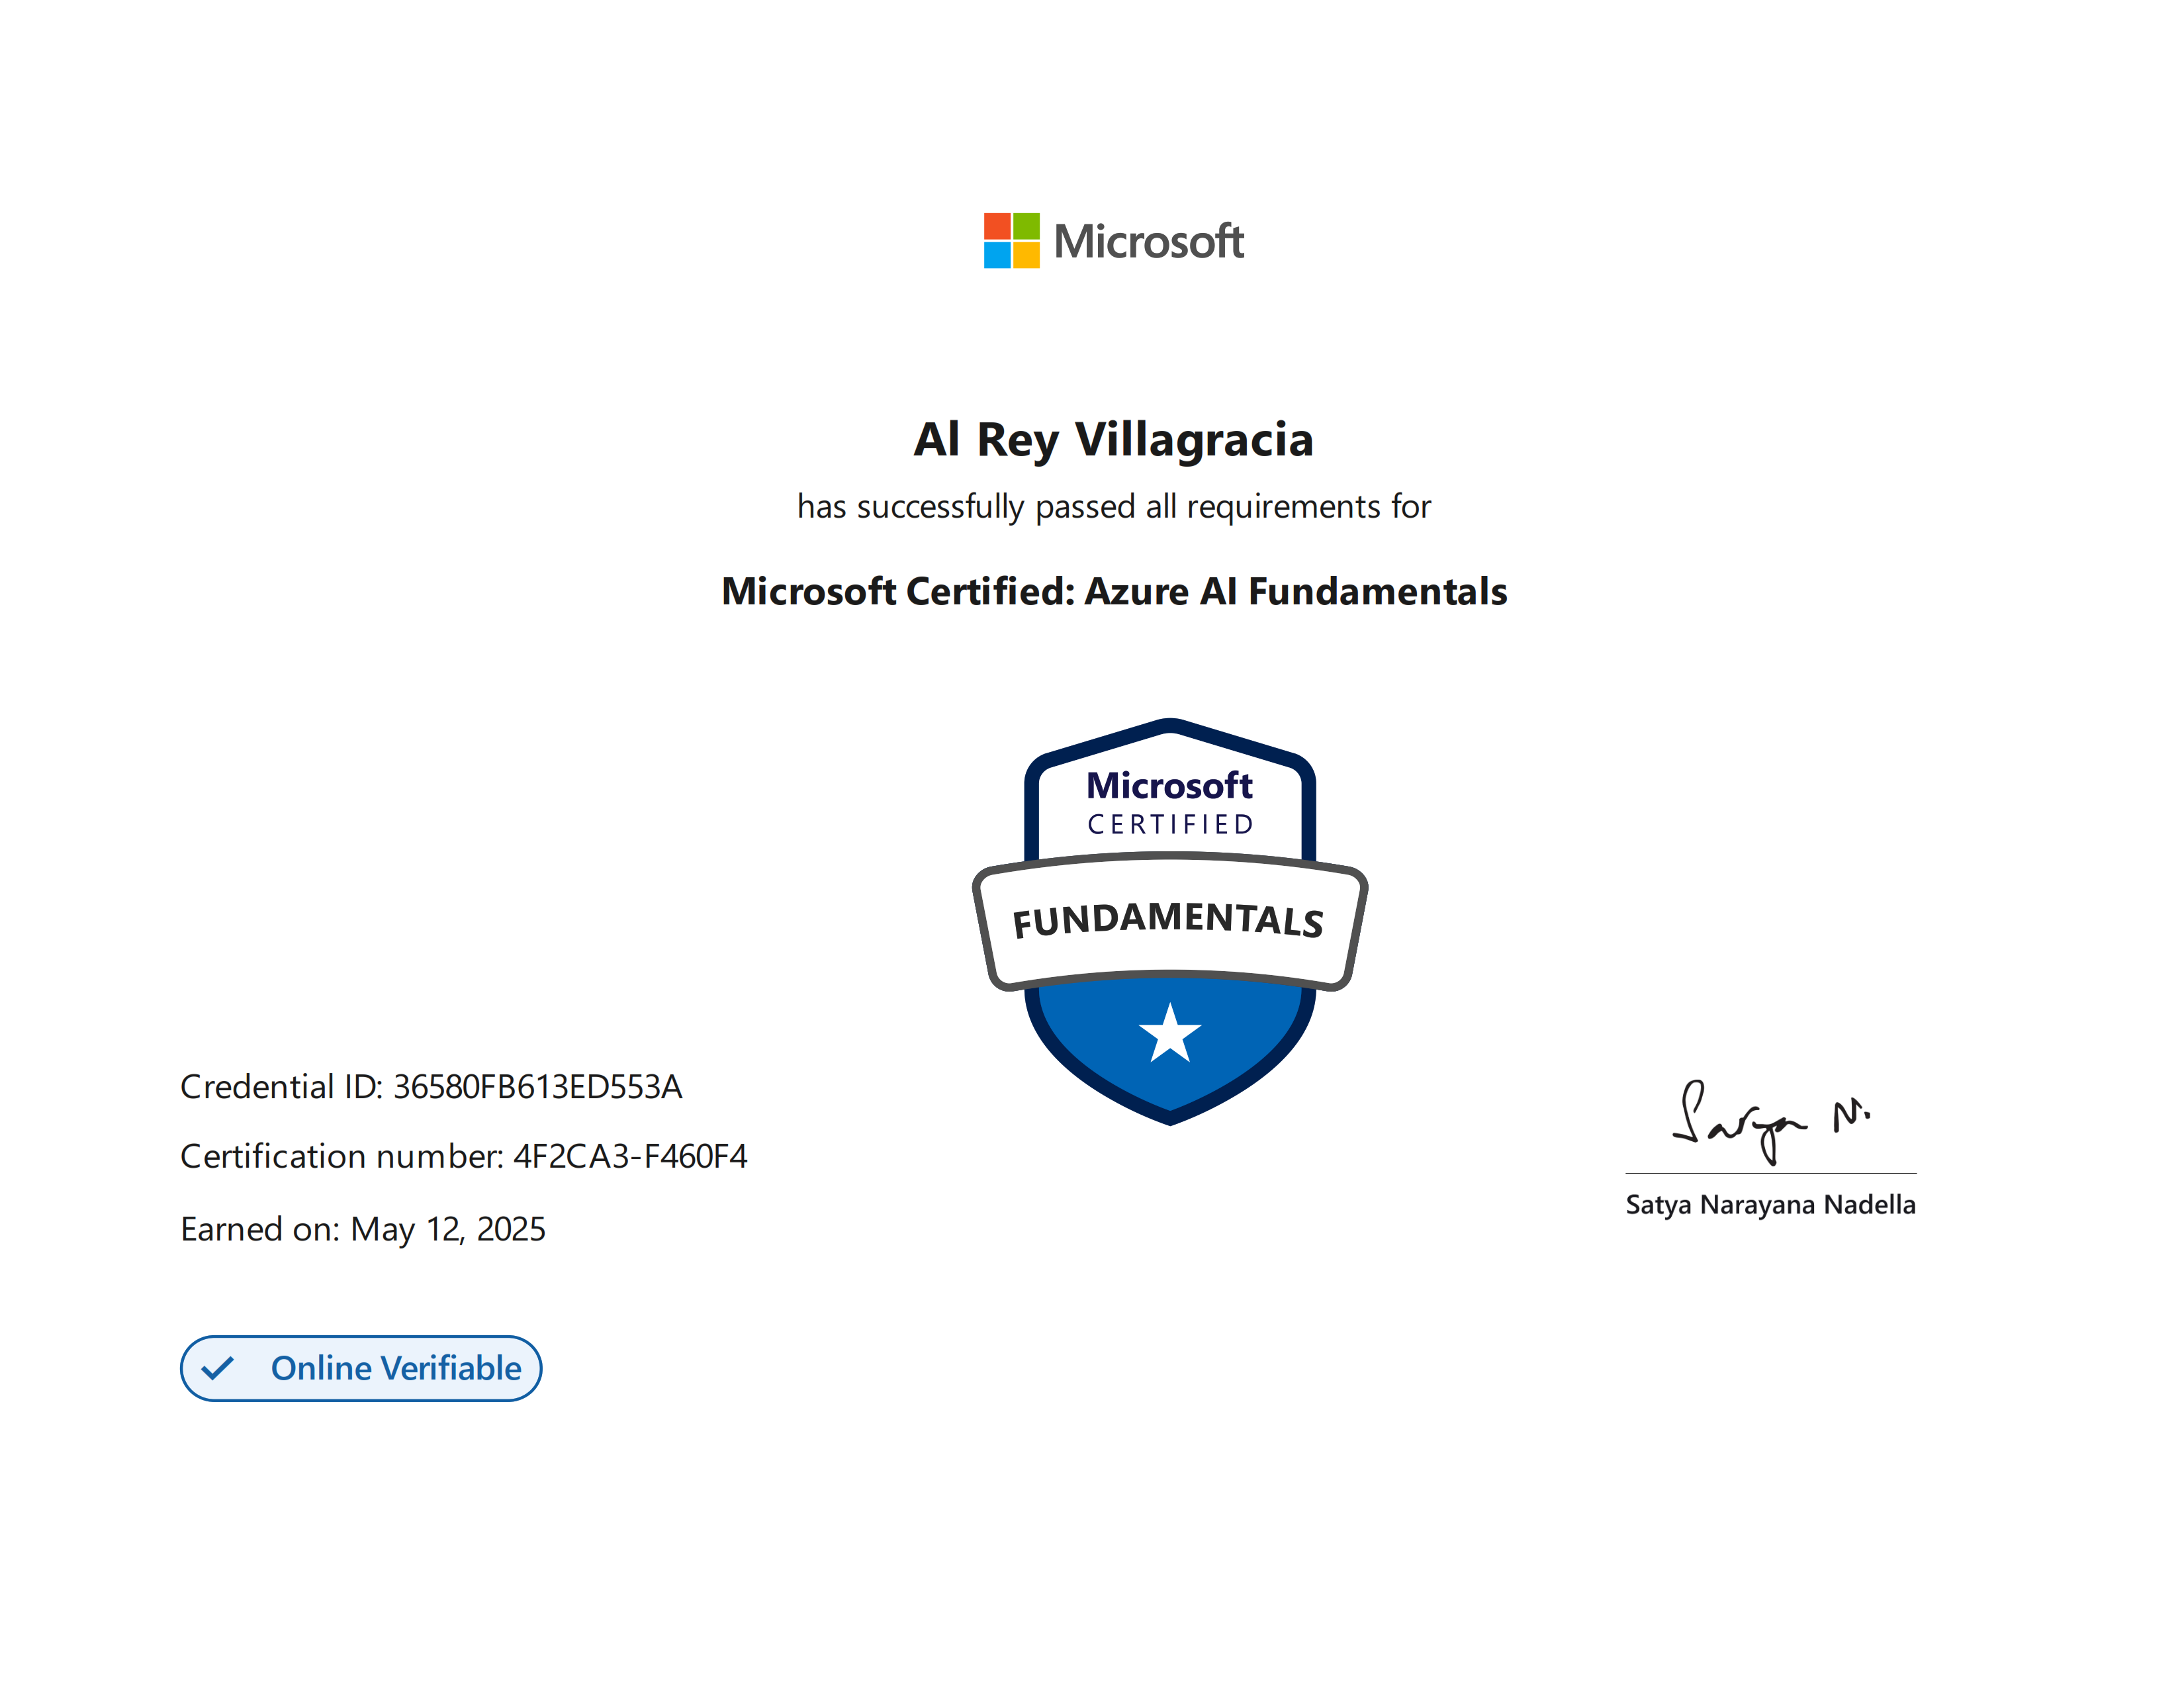 Microsoft
Al Rey Villagracia
has successfully passed all requirements for
Microsoft Certified: Azure AI Fundamentals
Microsoft
CERTIFIED
FUNDAMENTALS
Credential ID: 36580FB613ED553A
Certification number: 4F2CA3-F460F4
Earned on: May 12, 2025
Online Verifiable
Satya N.
Satya Narayana Nadella